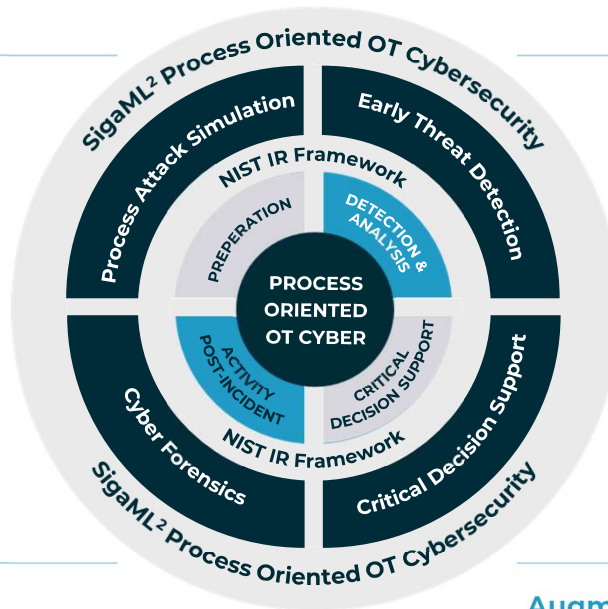 SigaML² Process Oriented OT Cybersecurity
Process Attack Simulation
Early Threat Detection
NIST IR Framework
PREPERATION
DETECTION &
ANALYSIS
PROCESS
ORIENTED
OT CYBER
ACTIVITY
POST-INCIDENT
CRITICAL
DECISION SUPPORT
NIST IR Framework
Cyber Forensics
Critical Decision Support
SigaML² Process Oriented OT Cybersecurity